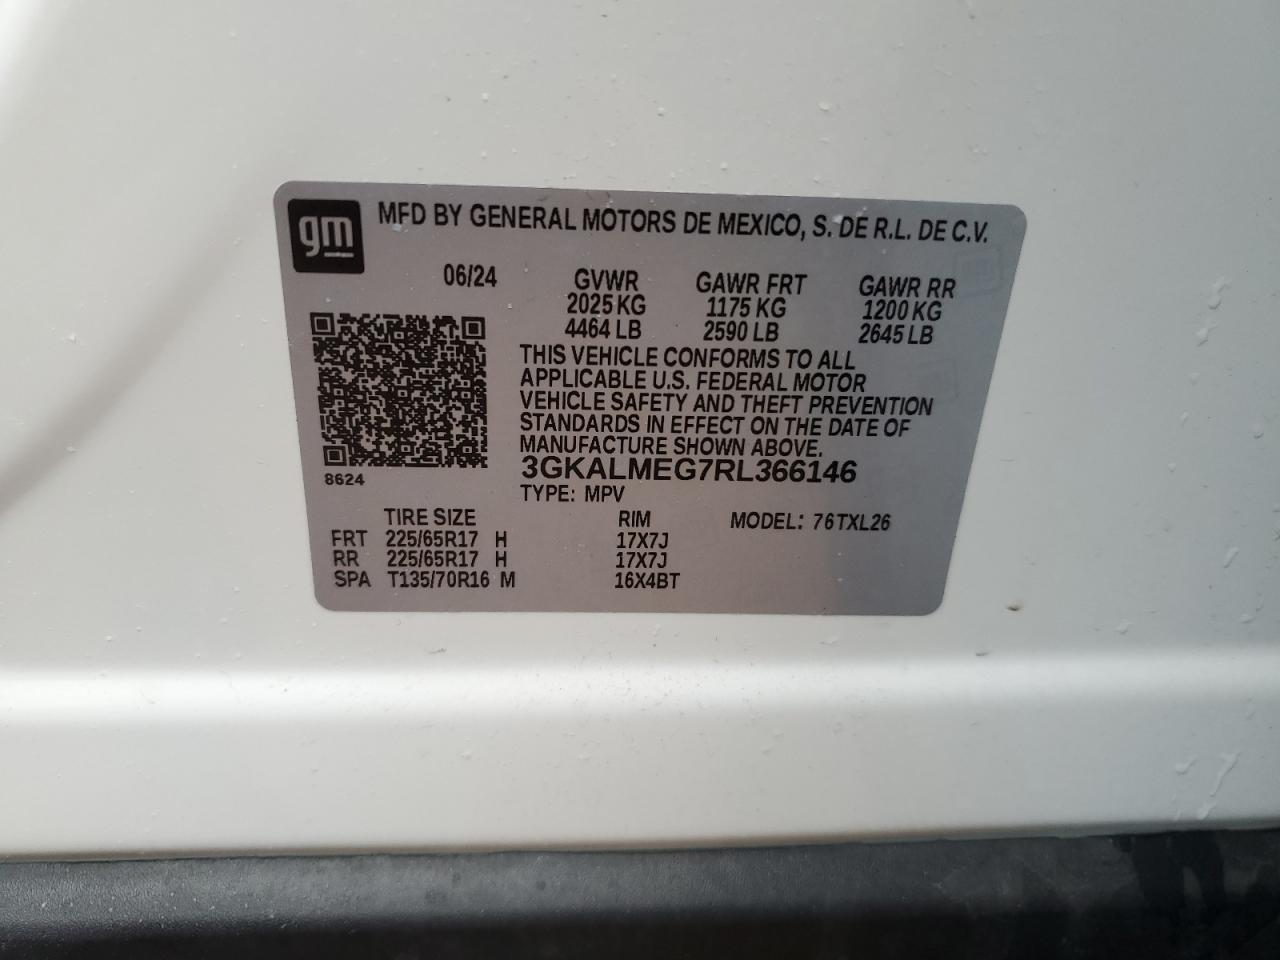 gm
MFD BY GENERAL MOTORS DE MEXICO, S. DE R.L. DE C.V.
06/24 GVWR GAWR FRT GAWR RR
2025 KG 1175 KG 1200 KG
4464 LB 2590 LB 2645 LB
THIS VEHICLE CONFORMS TO ALL
APPLICABLE U.S. FEDERAL MOTOR
VEHICLE SAFETY AND THEFT PREVENTION
STANDARDS IN EFFECT ON THE DATE OF
MANUFACTURE SHOWN ABOVE.
3GKALMEG7RL366146
8624
TYPE: MPV
TIRE SIZE RIM MODEL: 76TXL26
FRT 225/65R17 H 17X7J
RR 225/65R17 H 17X7J
SPA T135/70R16 M 16X4BT